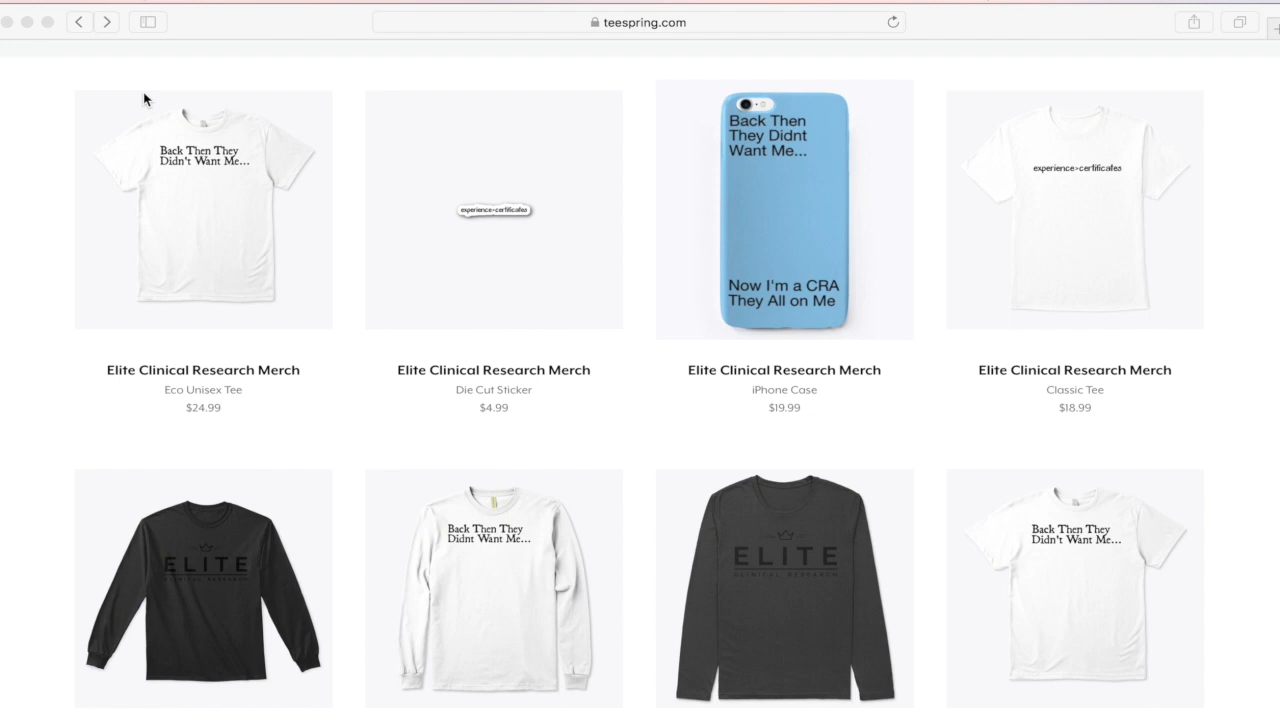 teespring.com
Back Then They
Didn't Want Me...
experience>certificates
Back Then
They Didnt
Want Me...
Now I'm a CRA
They All on Me
experience>certificates
Elite Clinical Research Merch
Eco Unisex Tee
$24.99
Elite Clinical Research Merch
Die Cut Sticker
$4.99
Elite Clinical Research Merch
iPhone Case
$19.99
Elite Clinical Research Merch
Classic Tee
$18.99
ELITE
CLINICAL RESEARCH
Back Then They
Didnt Want Me...
ELITE
CLINICAL RESEARCH
Back Then They
Didn't Want Me...